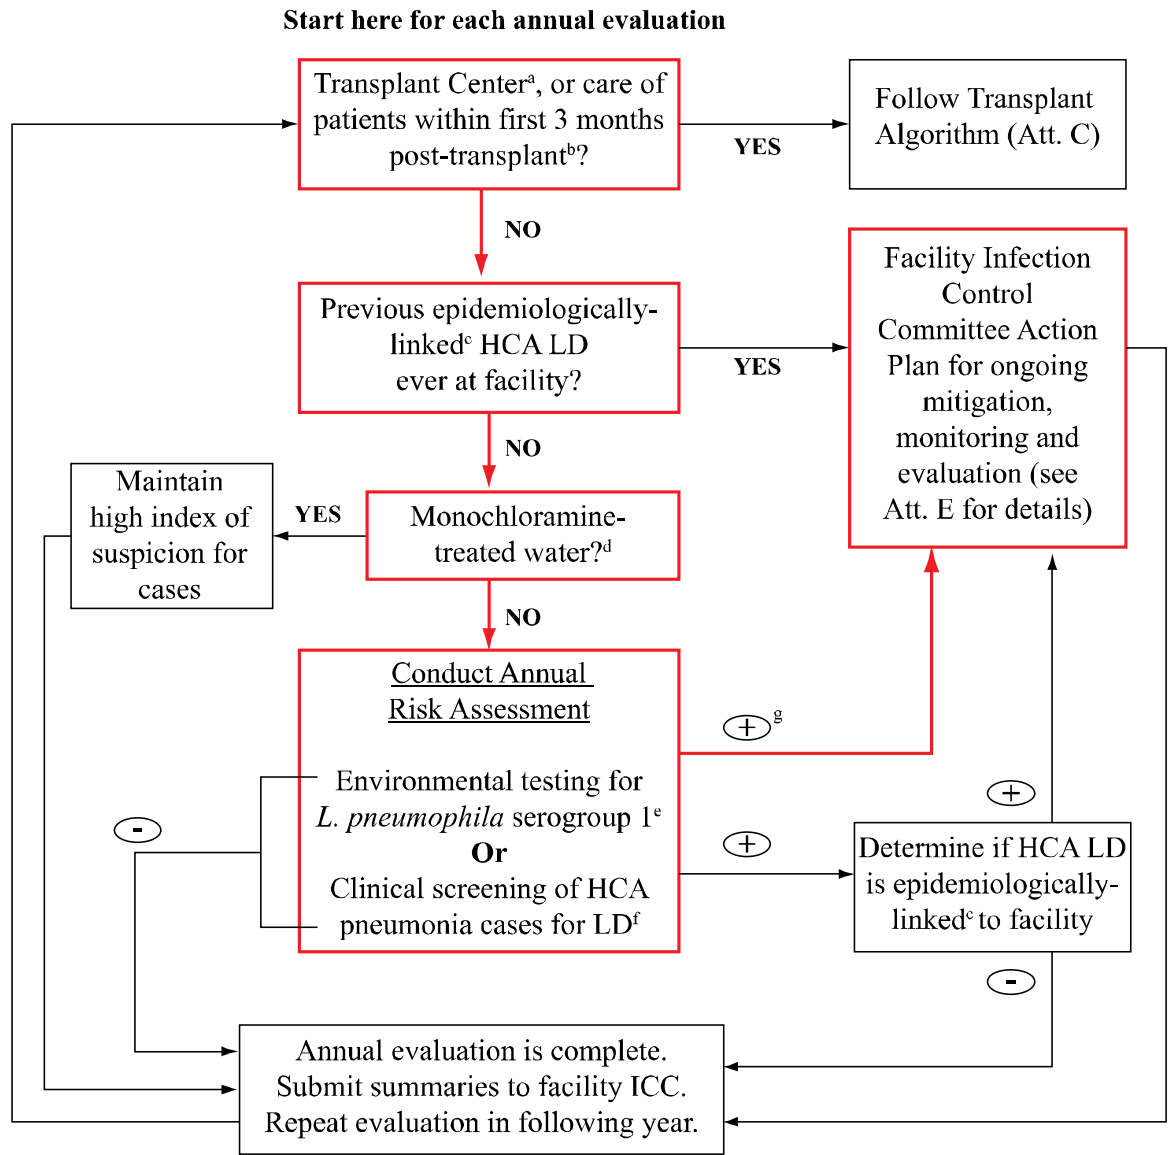 Start here for each annual evaluation
Transplant Centerᵃ, or care of
patients within first 3 months
post-transplantᵇ?
YES
Follow Transplant
Algorithm (Att. C)
NO
Previous epidemiologically-
linkedᶜ HCA LD
ever at facility?
YES
Facility Infection
Control
Committee Action
Plan for ongoing
mitigation,
monitoring and
evaluation (see
Att. E for details)
NO
Maintain
high index of
suspicion for
cases
YES
Monochloramine-
treated water?ᵈ
NO
Conduct Annual
Risk Assessment
Environmental testing for
L. pneumophila serogroup 1ᵉ
Or
Clinical screening of HCA
pneumonia cases for LDᶠ
+ᵍ
+
-
+
Determine if HCA LD
is epidemiologically-
linkedᶜ to facility
-
Annual evaluation is complete.
Submit summaries to facility ICC.
Repeat evaluation in following year.